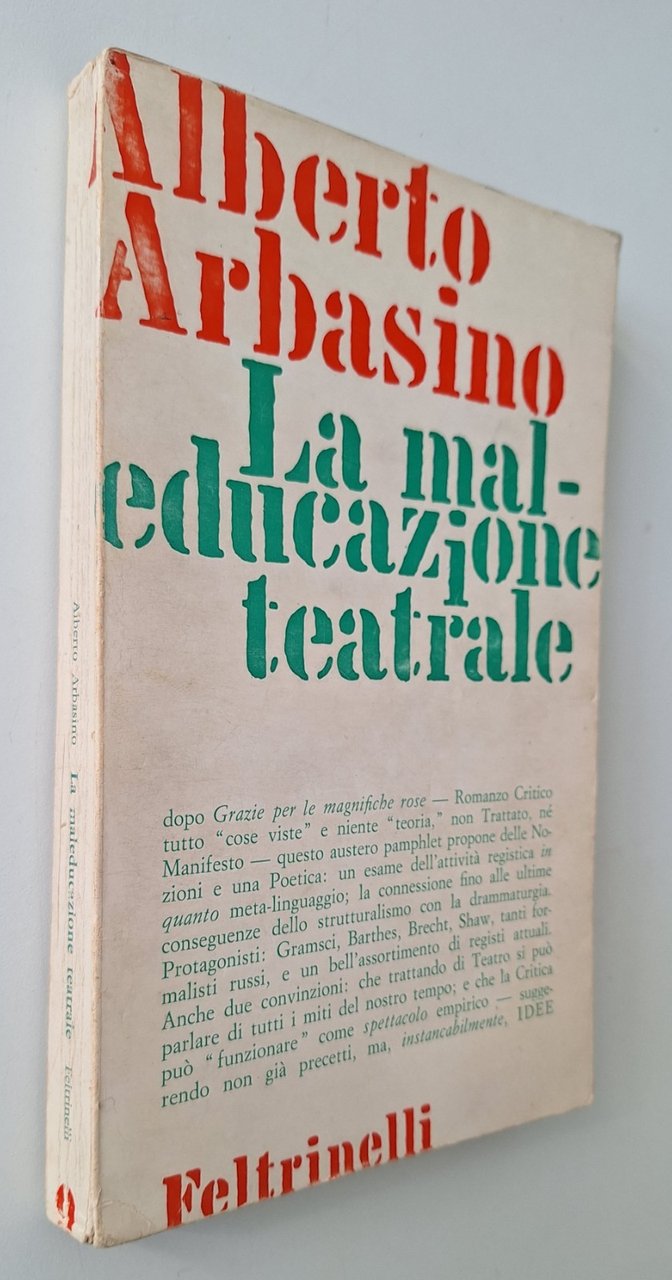 Alberto
Arbasino
La mal-
educazione
teatrale
dopo Grazie per le magnifiche rose — Romanzo Critico
tutto “cose viste” e niente “teoria,” non Trattato, né
Manifesto — questo austero pamphlet propone delle No-
zioni e una Poetica: un esame dell'attività registica in
quanto meta-linguaggio; la connessione fino alle ultime
conseguenze dello strutturalismo con la drammaturgia.
Protagonisti: Gramsci, Barthes, Brecht, Shaw, tanti for-
malisti russi, e un bell'assortimento di registi attuali.
Anche due convinzioni: che trattando di Teatro si può
parlare di tutti i miti del nostro tempo; e che la Critica
può “funzionare” come spettacolo empirico — sugge-
rendo non già precetti, ma, instancabilmente, IDEE
Feltrinelli
Alberto Arbasino La maleducazione teatrale Feltrinelli